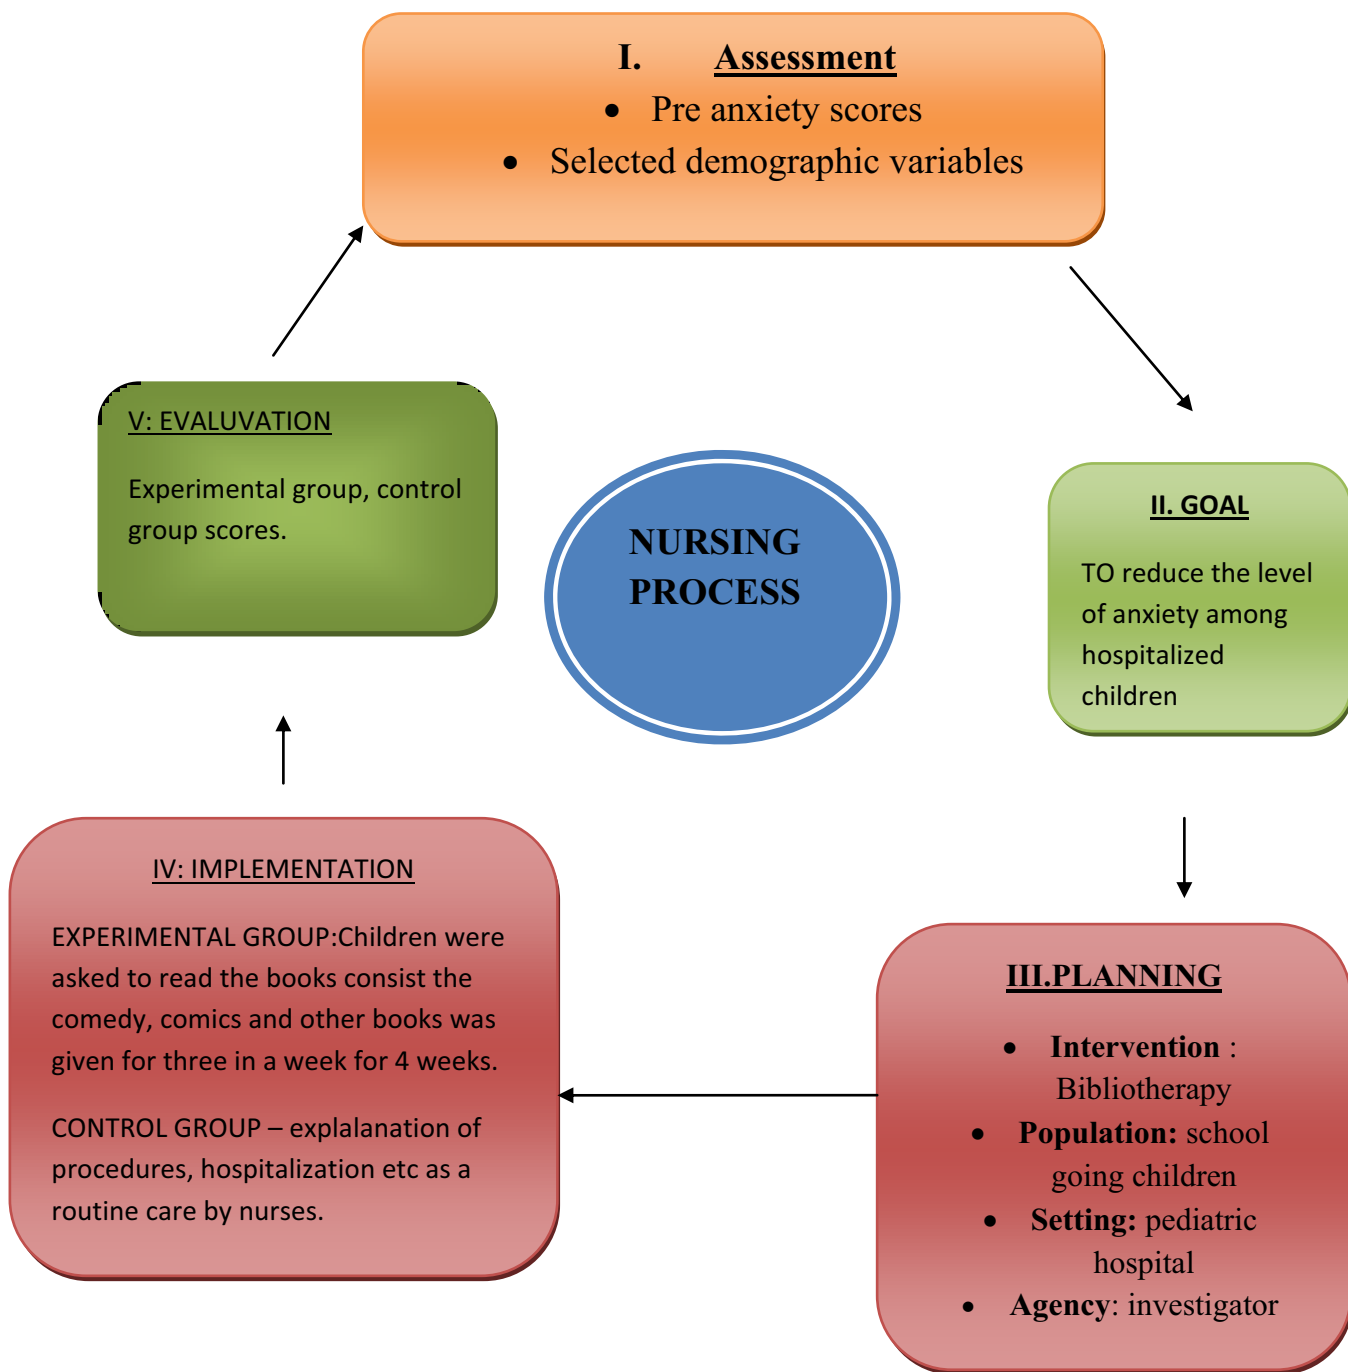 I. Assessment
• Pre anxiety scores
• Selected demographic variables
II. GOAL
TO reduce the level
of anxiety among
hospitalized
children
III.PLANNING
• Intervention :
Bibliotherapy
• Population: school
going children
• Setting: pediatric
hospital
• Agency: investigator
IV: IMPLEMENTATION
EXPERIMENTAL GROUP:Children were
asked to read the books consist the
comedy, comics and other books was
given for three in a week for 4 weeks.
CONTROL GROUP – explalanation of
procedures, hospitalization etc as a
routine care by nurses.
V: EVALUVATION
Experimental group, control
group scores.
NURSING
PROCESS